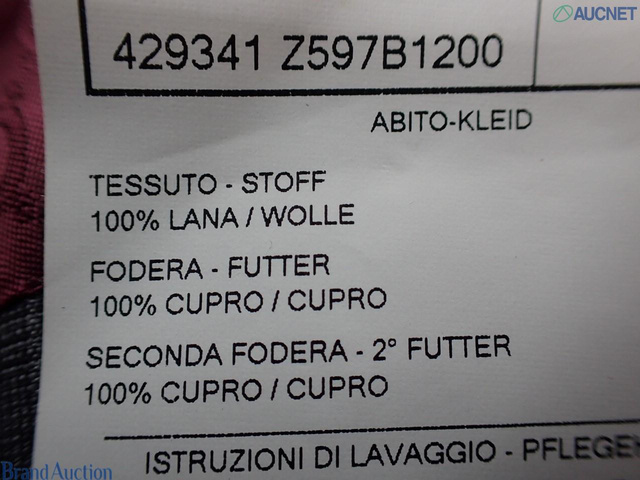 AUCNET
429341 Z597B1200
ABITO-KLEID
TESSUTO - STOFF
100% LANA / WOLLE
FODERA - FUTTER
100% CUPRO / CUPRO
SECONDA FODERA - 2° FUTTER
100% CUPRO / CUPRO
ISTRUZIONI DI LAVAGGIO - PFLEGEH
BrandAuction